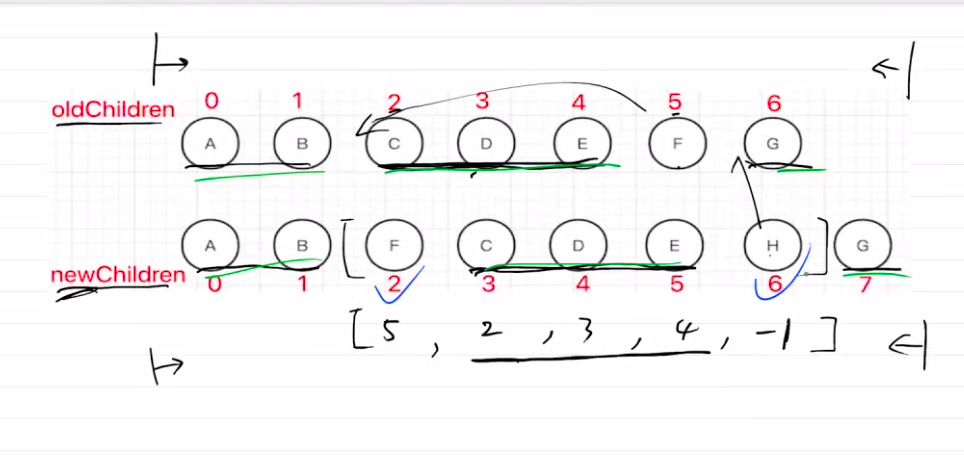 0 1 2 3 4 5 6
oldChildren A B C D E F G
newChildren A B [ F C D E H ] G
0 1 2 3 4 5 6 7
[ 5 , 2 , 3 , 4 , -1 ]